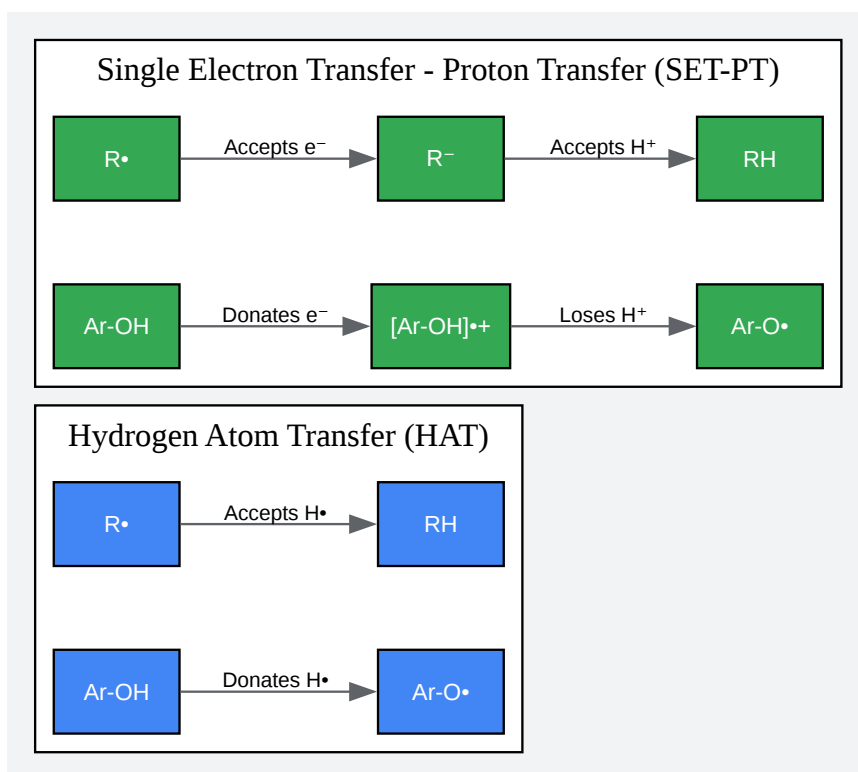 Single Electron Transfer - Proton Transfer (SET-PT)
R• Accepts e⁻ R⁻ Accepts H⁺ RH
Ar-OH Donates e⁻ [Ar-OH]•+ Loses H⁺ Ar-O•
Hydrogen Atom Transfer (HAT)
R• Accepts H• RH
Ar-OH Donates H• Ar-O•